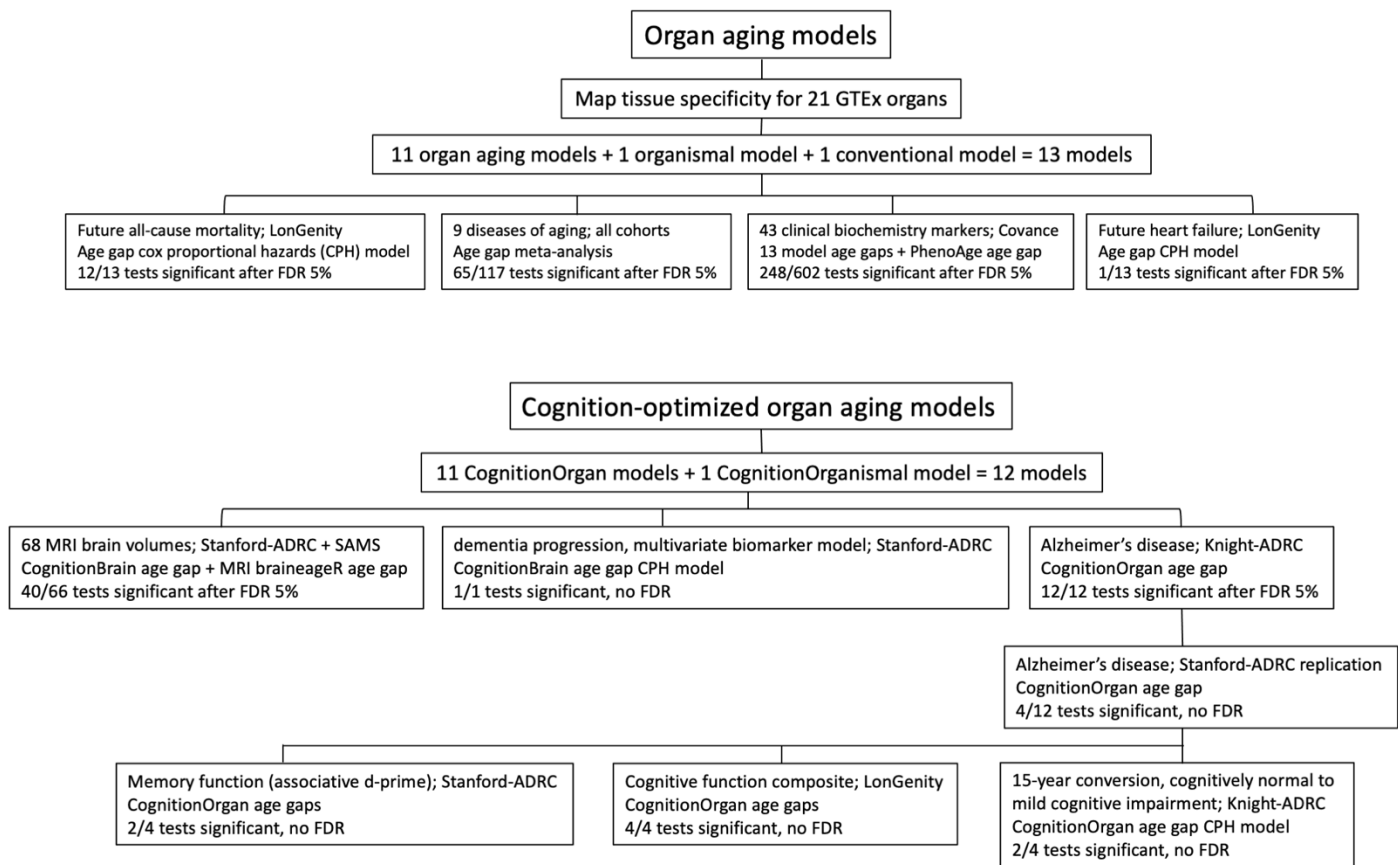 Organ aging models
Map tissue specificity for 21 GTEx organs
11 organ aging models + 1 organismal model + 1 conventional model = 13 models
Future all-cause mortality; LonGenity
Age gap cox proportional hazards (CPH) model
12/13 tests significant after FDR 5%
9 diseases of aging; all cohorts
Age gap meta-analysis
65/117 tests significant after FDR 5%
43 clinical biochemistry markers; Covance
13 model age gaps + PhenoAge age gap
248/602 tests significant after FDR 5%
Future heart failure; LonGenity
Age gap CPH model
1/13 tests significant after FDR 5%
Cognition-optimized organ aging models
11 CognitionOrgan models + 1 CognitionOrganismal model = 12 models
68 MRI brain volumes; Stanford-ADRC + SAMS
CognitionBrain age gap + MRI braineageR age gap
40/66 tests significant after FDR 5%
dementia progression, multivariate biomarker model; Stanford-ADRC
CognitionBrain age gap CPH model
1/1 tests significant, no FDR
Alzheimer’s disease; Knight-ADRC
CognitionOrgan age gap
12/12 tests significant after FDR 5%
Alzheimer’s disease; Stanford-ADRC replication
CognitionOrgan age gap
4/12 tests significant, no FDR
Memory function (associative d-prime); Stanford-ADRC
CognitionOrgan age gaps
2/4 tests significant, no FDR
Cognitive function composite; LonGenity
CognitionOrgan age gaps
4/4 tests significant, no FDR
15-year conversion, cognitively normal to
mild cognitive impairment; Knight-ADRC
CognitionOrgan age gap CPH model
2/4 tests significant, no FDR